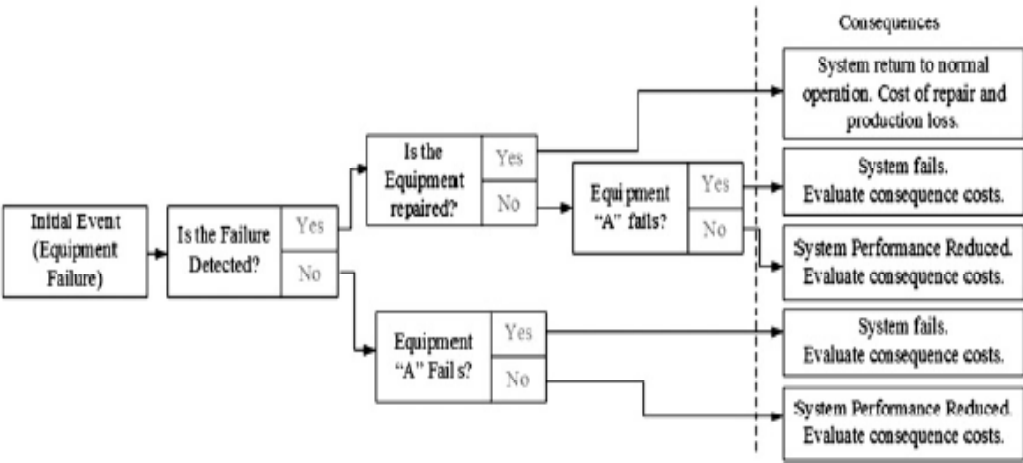 Consequences
System return to normal
operation. Cost of repair and
production loss.
Is the
Equipment
repaired?
Yes
No
Equipment
“A” fails?
Yes
No
System fails.
Evaluate consequence costs.
Initial Event
(Equipment
Failure)
Is the Failure
Detected?
Yes
No
System Performance Reduced.
Evaluate consequence costs.
Equipment
“A” Fails?
Yes
No
System fails.
Evaluate consequence costs.
System Performance Reduced.
Evaluate consequence costs.